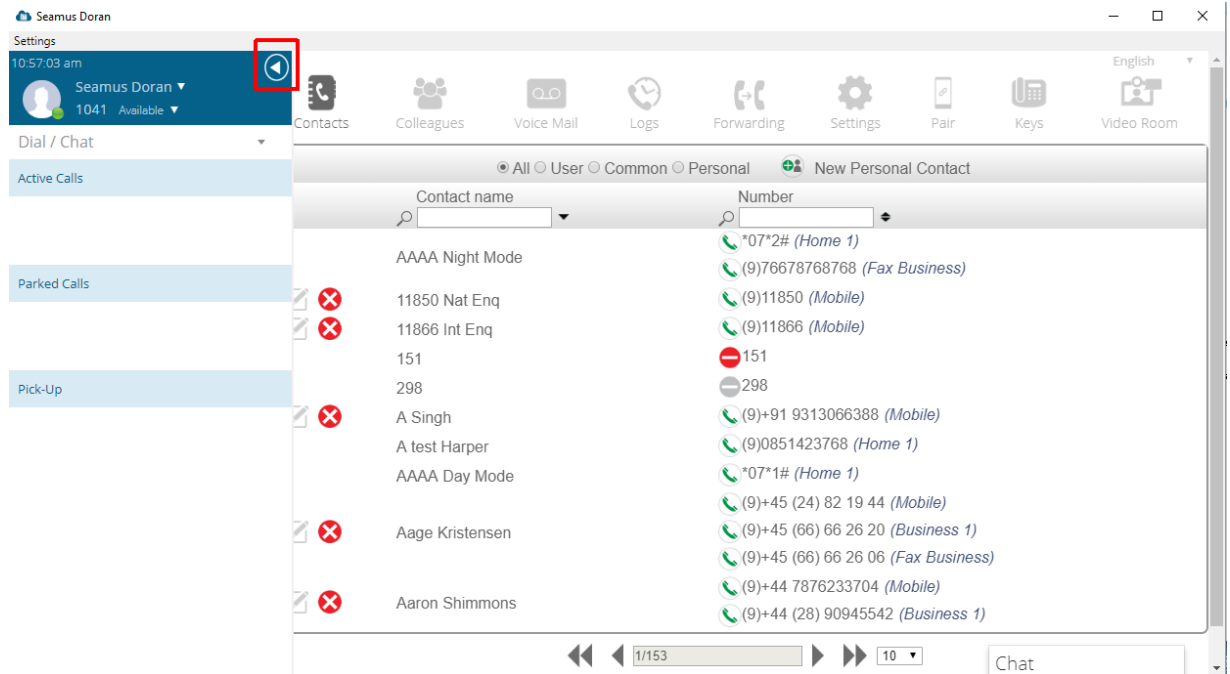 Seamus Doran
Settings
10:57:03 am
Seamus Doran
1041 Available
Dial / Chat
Active Calls
Parked Calls
Pick-Up
English
Contacts Colleagues Voice Mail Logs Forwarding Settings Pair Keys Video Room
All User Common Personal New Personal Contact
Contact name Number
AAAA Night Mode
*07*2# (Home 1)
(9)76678768768 (Fax Business)
11850 Nat Enq (9)11850 (Mobile)
11866 Int Enq (9)11866 (Mobile)
151 151
298 298
A Singh (9)+91 9313066388 (Mobile)
A test Harper (9)0851423768 (Home 1)
AAAA Day Mode *07*1# (Home 1)
Aage Kristensen
(9)+45 (24) 82 19 44 (Mobile)
(9)+45 (66) 66 26 20 (Business 1)
(9)+45 (66) 66 26 06 (Fax Business)
Aaron Shimmons
(9)+44 7876233704 (Mobile)
(9)+44 (28) 90945542 (Business 1)
1/153 10
Chat